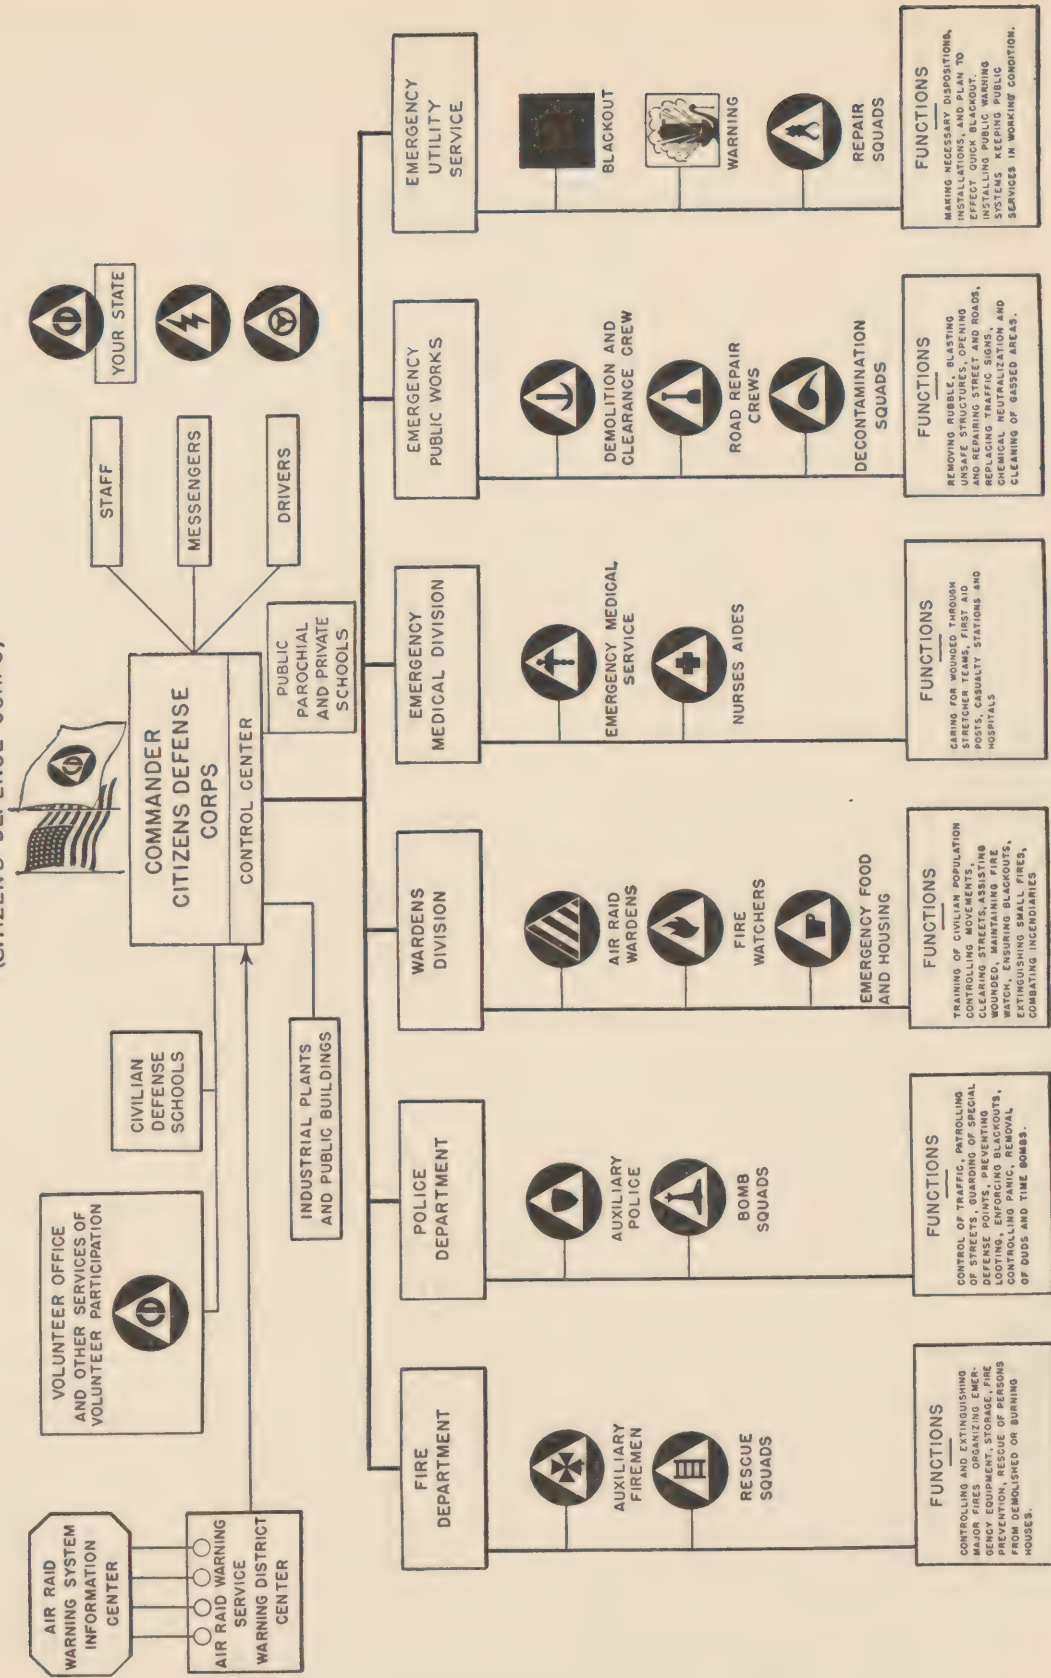 (CITIZENS DEFENSE CORPS)
AIR RAID
WARNING SYSTEM
INFORMATION
CENTER
AIR RAID WARNING
SERVICE
WARNING DISTRICT
CENTER
VOLUNTEER OFFICE
AND OTHER SERVICES OF
VOLUNTEER PARTICIPATION
CD
CIVILIAN
DEFENSE
SCHOOLS
CD
COMMANDER
CITIZENS DEFENSE
CORPS
CONTROL CENTER
INDUSTRIAL PLANTS
AND PUBLIC BUILDINGS
PUBLIC
PAROCHIAL
AND PRIVATE
SCHOOLS
STAFF
MESSENGERS
DRIVERS
CD
YOUR STATE
FIRE
DEPARTMENT
AUXILIARY
FIREMEN
RESCUE
SQUADS
FUNCTIONS
CONTROLLING AND EXTINGUISHING
MAJOR FIRES ORGANIZING EMER-
GENCY EQUIPMENT, STORAGE, FIRE
PREVENTION, RESCUE OF PERSONS
FROM DEMOLISHED OR BURNING
HOUSES.
POLICE
DEPARTMENT
AUXILIARY
POLICE
BOMB
SQUADS
FUNCTIONS
CONTROL OF TRAFFIC, PATROLLING
OF STREETS, GUARDING OF SPECIAL
DEFENSE POINTS, PREVENTING
LOOTING, ENFORCING BLACKOUTS,
CONTROLLING PANIC, REMOVAL
OF DUDS AND TIME BOMBS.
WARDENS
DIVISION
AIR RAID
WARDENS
FIRE
WATCHERS
EMERGENCY FOOD
AND HOUSING
FUNCTIONS
TRAINING OF CIVILIAN POPULATION
CONTROLLING MOVEMENTS,
CLEARING STREETS, ASSISTING
WOUNDED, MAINTAINING FIRE
WATCH, ENSURING BLACKOUTS,
EXTINGUISHING SMALL FIRES,
COMBATING INCENDIARIES
EMERGENCY
MEDICAL DIVISION
EMERGENCY MEDICAL
SERVICE
NURSES AIDES
FUNCTIONS
CARING FOR WOUNDED THROUGH
STRETCHER TEAMS, FIRST AID
POSTS, CASUALTY STATIONS AND
HOSPITALS
EMERGENCY
PUBLIC WORKS
DEMOLITION AND
CLEARANCE CREW
ROAD REPAIR
CREWS
DECONTAMINATION
SQUADS
FUNCTIONS
REMOVING RUBBLE, BLASTING
UNSAFE STRUCTURES, OPENING
AND REPAIRING STREET AND ROADS,
REPLACING TRAFFIC SIGNS,
CHEMICAL NEUTRALIZATION AND
CLEANING OF GASSED AREAS.
EMERGENCY
UTILITY
SERVICE
BLACKOUT
WARNING
REPAIR
SQUADS
FUNCTIONS
MAKING NECESSARY DISPOSITIONS,
INSTALLATIONS, AND PLAN TO
EFFECT QUICK BLACKOUT.
INSTALLING PUBLIC WARNING
SYSTEMS KEEPING PUBLIC
SERVICES IN WORKING CONDITION.